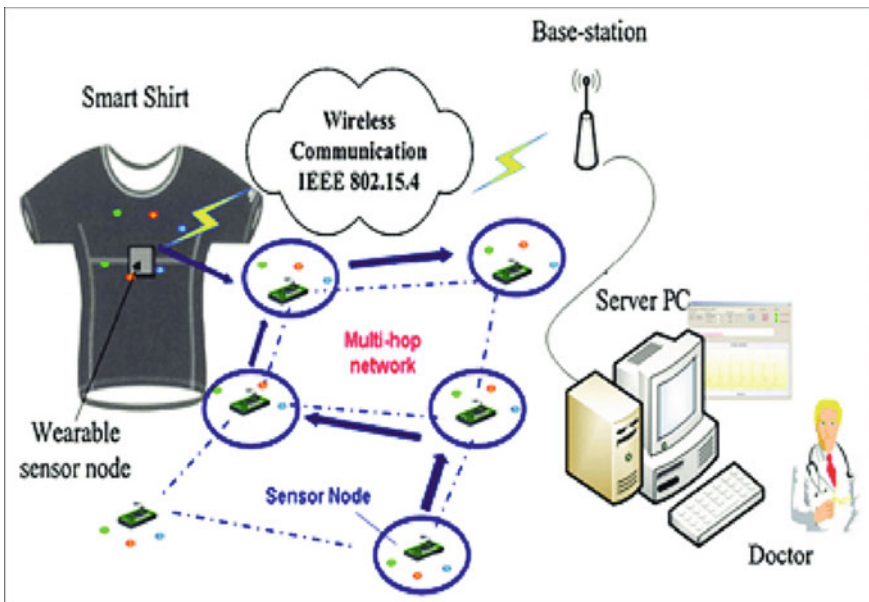 Base-station
Smart Shirt
Wireless
Communication
IEEE 802.15.4
Server PC
Multi-hop
network
Wearable
sensor node
Sensor Node
Doctor